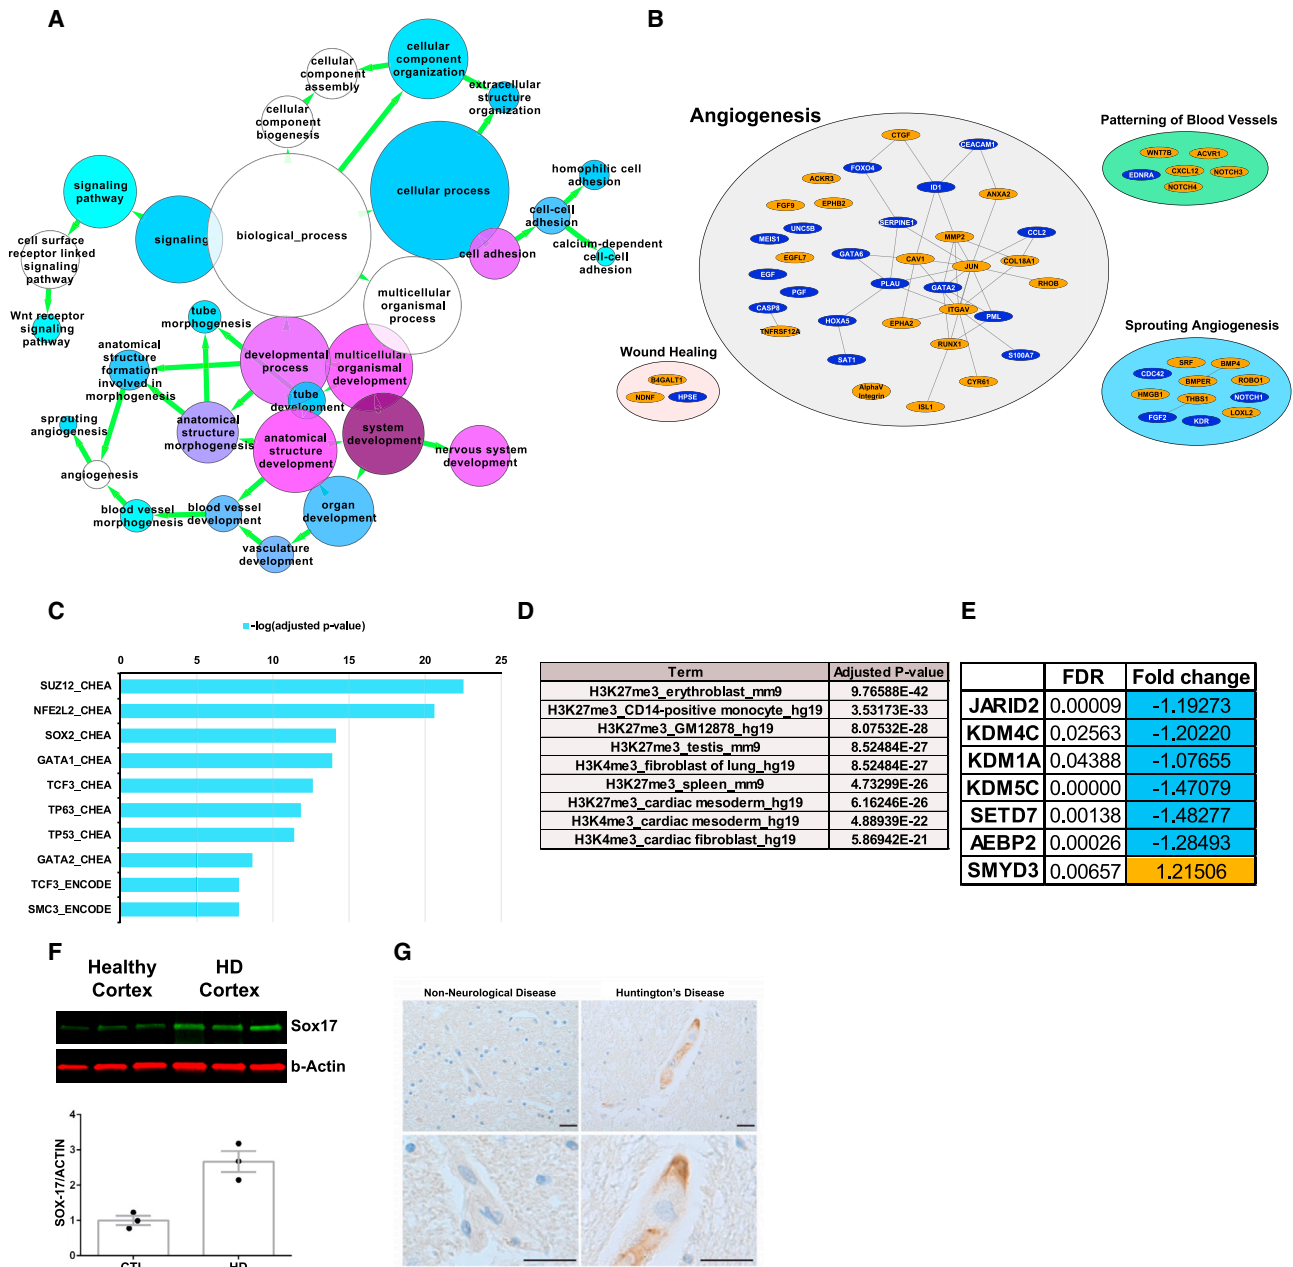 A
cellular
component
organization
cellular
component
assembly
extracellular
structure
organization
cellular
component
biogenesis
homophilic cell
adhesion
signaling
pathway
cellular process
cell-cell
adhesion
signaling
biological_process
cell surface
receptor linked
signaling
pathway
cell adhesion
calcium-dependent
cell-cell
adhesion
multicellular
organismal
process
Wnt receptor
signaling
pathway
tube
morphogenesis
anatomical
structure
formation
involved in
morphogenesis
developmental
process
multicellular
organismal
development
tube
development
sprouting
angiogenesis
anatomical
structure
morphogenesis
anatomical
structure
development
system
development
nervous system
development
angiogenesis
blood vessel
morphogenesis
blood vessel
development
organ
development
vasculature
development
B
Angiogenesis
CTGF
CEACAM1
FOXO4
ACKR3
ID1
ANXA2
FGF9
EPHB2
SERPINE1
UNC5B
MEIS1
MMP2
CCL2
EGFL7
GATA6
CAV1
JUN
COL18A1
EGF
PLAU
GATA2
RHOB
PGF
CASP8
ITGAV
PML
HOXA5
EPHA2
TNFRSF12A
RUNX1
SAT1
S100A7
CYR61
AlphaV
Integrin
ISL1
Patterning of Blood Vessels
WNT7B
ACVR1
EDNRA
CXCL12
NOTCH3
NOTCH4
Wound Healing
B4GALT1
NDNF
HPSE
Sprouting Angiogenesis
SRF
BMP4
CDC42
BMPER
ROBO1
HMGB1
THBS1
NOTCH1
FGF2
KDR
LOXL2
C
-log(adjusted p-value)
0 5 10 15 20 25
SUZ12_CHEA
NFE2L2_CHEA
SOX2_CHEA
GATA1_CHEA
TCF3_CHEA
TP63_CHEA
TP53_CHEA
GATA2_CHEA
TCF3_ENCODE
SMC3_ENCODE
D
Term Adjusted P-value
H3K27me3_erythroblast_mm9 9.76588E-42
H3K27me3_CD14-positive monocyte_hg19 3.53173E-33
H3K27me3_GM12878_hg19 8.07532E-28
H3K27me3_testis_mm9 8.52484E-27
H3K4me3_fibroblast of lung_hg19 8.52484E-27
H3K27me3_spleen_mm9 4.73299E-26
H3K27me3_cardiac mesoderm_hg19 6.16246E-26
H3K4me3_cardiac mesoderm_hg19 4.88939E-22
H3K4me3_cardiac fibroblast_hg19 5.86942E-21
E
FDR Fold change
JARID2 0.00009 -1.19273
KDM4C 0.02563 -1.20220
KDM1A 0.04388 -1.07655
KDM5C 0.00000 -1.47079
SETD7 0.00138 -1.48277
AEBP2 0.00026 -1.28493
SMYD3 0.00657 1.21506
F
Healthy
Cortex
HD
Cortex
Sox17
b-Actin
SOX-17/ACTIN
4
3
2
1
0
CTL HD
G
Non-Neurological Disease
Huntington's Disease